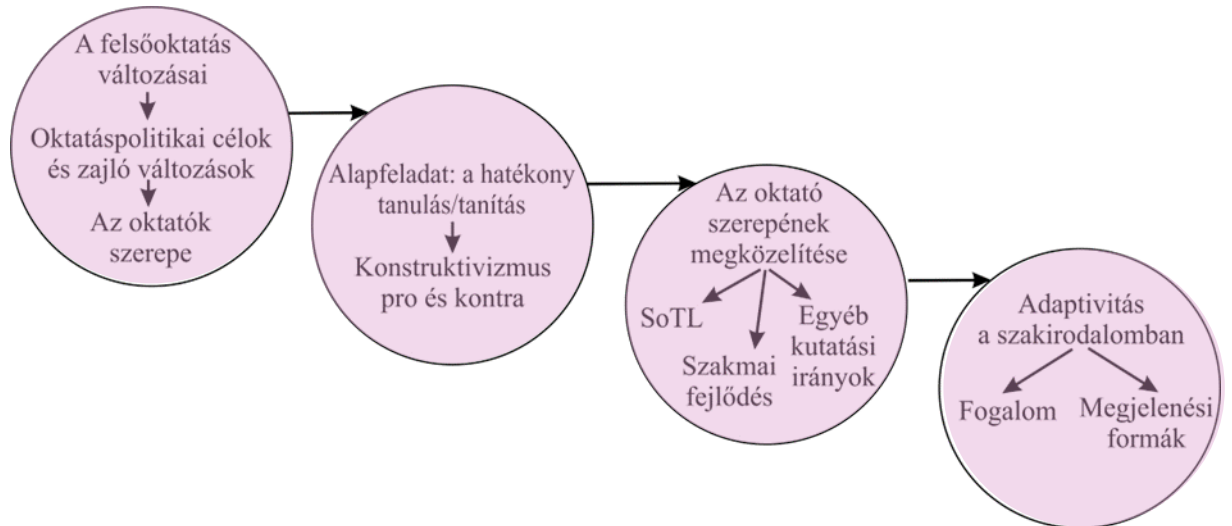 A felsőoktatás
változásai
Oktatáspolitikai célok
és zajló változások
Az oktatók
szerepe
Alapfeladat: a hatékony
tanulás/tanítás
Konstruktivizmus
pro és kontra
Az oktató
szerepének
megközelítése
SoTL
Szakmai
fejlődés
Egyéb
kutatási
irányok
Adaptivitás
a szakirodalomban
Fogalom
Megjelenési
formák